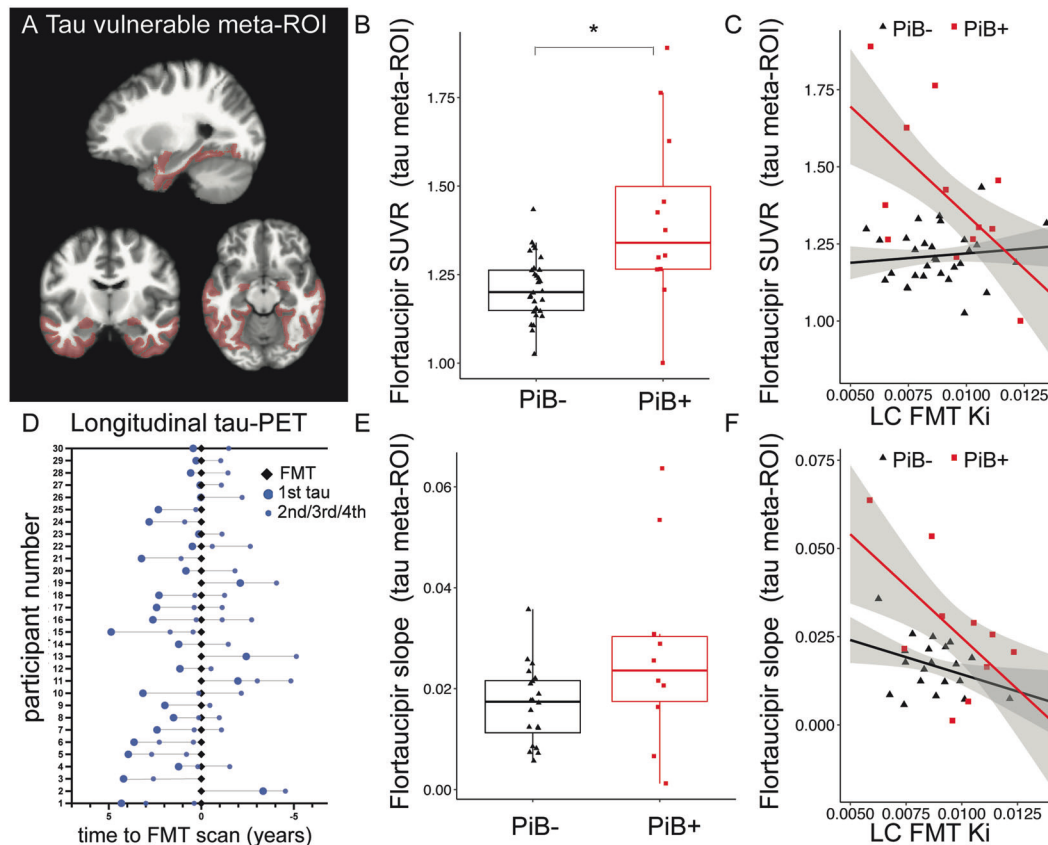 A Tau vulnerable meta-ROI
B
*
Flortaucipir SUVR (tau meta-ROI)
1.75
1.50
1.25
1.00
PiB-
PiB+
C
PiB-
PiB+
Flortaucipir SUVR (tau meta-ROI)
1.75
1.50
1.25
1.00
0.0050
0.0075
0.0100
0.0125
LC FMT Ki
D Longitudinal tau-PET
FMT
1st tau
2nd/3rd/4th
participant number
30
29
28
27
26
25
24
23
22
21
20
19
18
17
16
15
14
13
12
11
10
9
8
7
6
5
4
3
2
1
5
0
-5
time to FMT scan (years)
E
Flortaucipir slope (tau meta-ROI)
0.06
0.04
0.02
0.00
PiB-
PiB+
F
PiB-
PiB+
Flortaucipir slope (tau meta-ROI)
0.075
0.050
0.025
0.000
0.0050
0.0075
0.0100
0.0125
LC FMT Ki